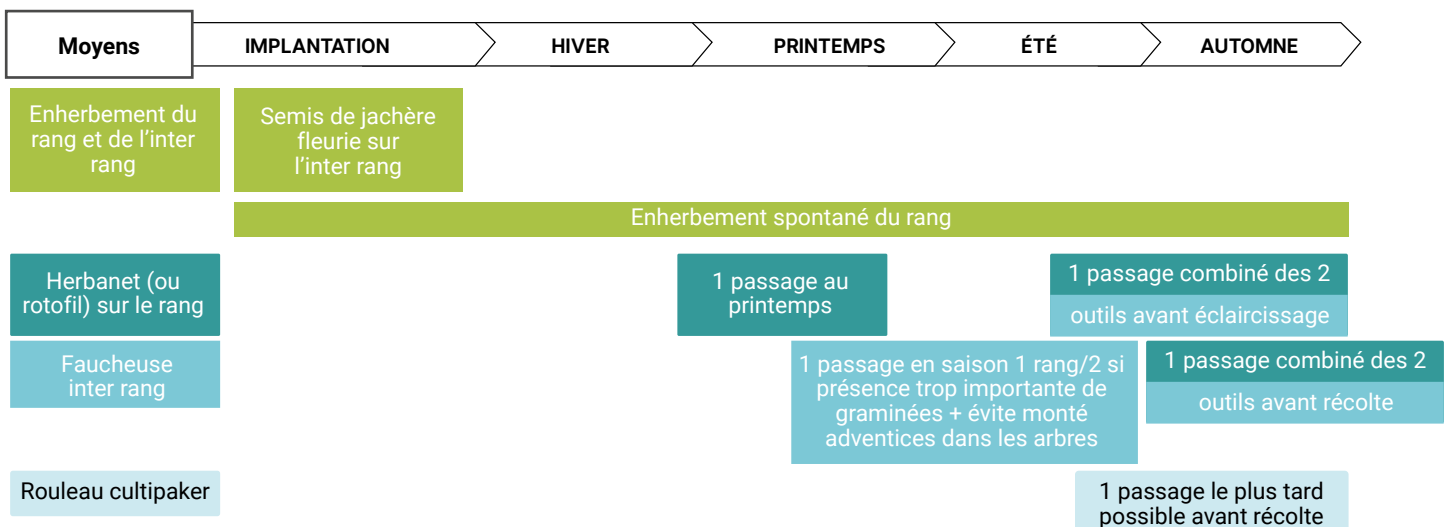 Moyens
IMPLANTATION
HIVER
PRINTEMPS
ÉTÉ
AUTOMNE
Enherbement du
rang et de l'inter
rang
Semis de jachère
fleurie sur
l'inter rang
Enherbement spontané du rang
Herbanet (ou
rotofil) sur le rang
1 passage au
printemps
1 passage combiné des 2
outils avant éclaircissage
Faucheuse
inter rang
1 passage en saison 1 rang/2 si
présence trop importante de
graminées + évite monté
adventices dans les arbres
1 passage combiné des 2
outils avant récolte
Rouleau cultipaker
1 passage le plus tard
possible avant récolte